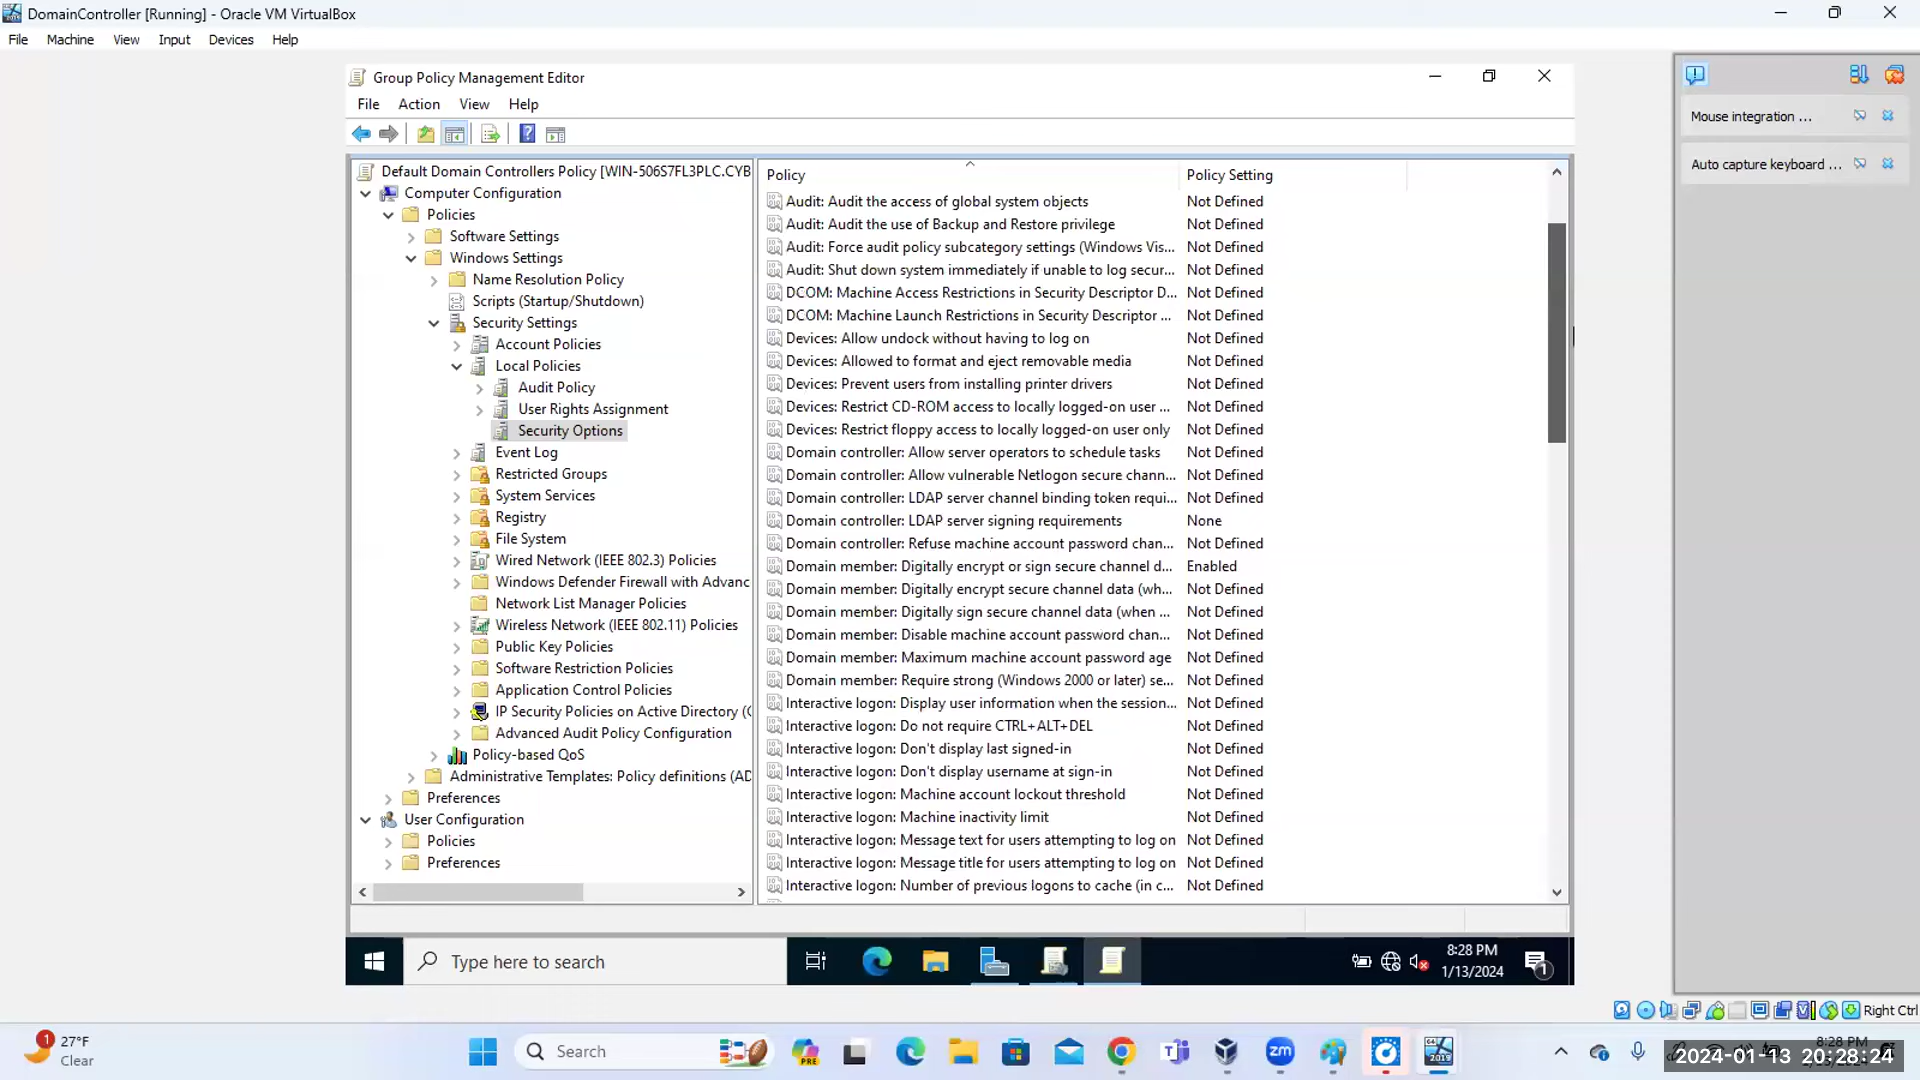 DomainController [Running] - Oracle VM VirtualBox
File Machine View Input Devices Help
Group Policy Management Editor
File Action View Help
Mouse integration ...
Auto capture keyboard ...
Default Domain Controllers Policy [WIN-506S7FL3PLC.CYB
Computer Configuration
Policies
Software Settings
Windows Settings
Name Resolution Policy
Scripts (Startup/Shutdown)
Security Settings
Account Policies
Local Policies
Audit Policy
User Rights Assignment
Security Options
Event Log
Restricted Groups
System Services
Registry
File System
Wired Network (IEEE 802.3) Policies
Windows Defender Firewall with Advanc
Network List Manager Policies
Wireless Network (IEEE 802.11) Policies
Public Key Policies
Software Restriction Policies
Application Control Policies
IP Security Policies on Active Directory (
Advanced Audit Policy Configuration
Policy-based QoS
Administrative Templates: Policy definitions (AD
Preferences
User Configuration
Policies
Preferences
Policy Policy Setting
Audit: Audit the access of global system objects Not Defined
Audit: Audit the use of Backup and Restore privilege Not Defined
Audit: Force audit policy subcategory settings (Windows Vis... Not Defined
Audit: Shut down system immediately if unable to log secur... Not Defined
DCOM: Machine Access Restrictions in Security Descriptor D... Not Defined
DCOM: Machine Launch Restrictions in Security Descriptor ... Not Defined
Devices: Allow undock without having to log on Not Defined
Devices: Allowed to format and eject removable media Not Defined
Devices: Prevent users from installing printer drivers Not Defined
Devices: Restrict CD-ROM access to locally logged-on user ... Not Defined
Devices: Restrict floppy access to locally logged-on user only Not Defined
Domain controller: Allow server operators to schedule tasks Not Defined
Domain controller: Allow vulnerable Netlogon secure chann... Not Defined
Domain controller: LDAP server channel binding token requi... Not Defined
Domain controller: LDAP server signing requirements None
Domain controller: Refuse machine account password chan... Not Defined
Domain member: Digitally encrypt or sign secure channel d... Enabled
Domain member: Digitally encrypt secure channel data (wh... Not Defined
Domain member: Digitally sign secure channel data (when ... Not Defined
Domain member: Disable machine account password chan... Not Defined
Domain member: Maximum machine account password age Not Defined
Domain member: Require strong (Windows 2000 or later) se... Not Defined
Interactive logon: Display user information when the session... Not Defined
Interactive logon: Do not require CTRL+ALT+DEL Not Defined
Interactive logon: Don't display last signed-in Not Defined
Interactive logon: Don't display username at sign-in Not Defined
Interactive logon: Machine account lockout threshold Not Defined
Interactive logon: Machine inactivity limit Not Defined
Interactive logon: Message text for users attempting to log on Not Defined
Interactive logon: Message title for users attempting to log on Not Defined
Interactive logon: Number of previous logons to cache (in c... Not Defined
Type here to search
8:28 PM
1/13/2024
1
Right Ctrl
1
27°F
Clear
Search
PRE
zm
2019
8:28 PM
2024-01-13 20:28:24